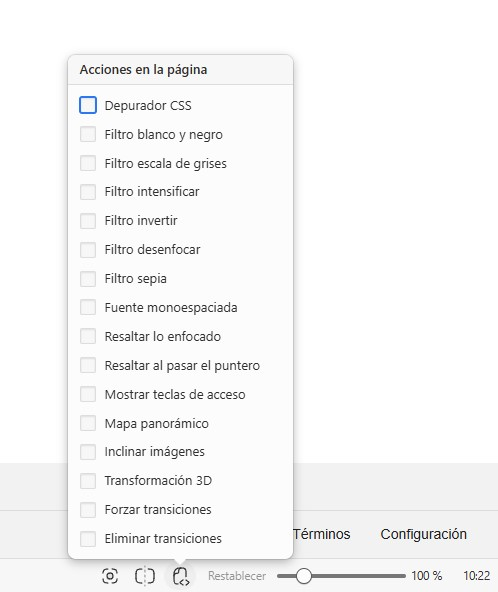 Acciones en la página
Depurador CSS
Filtro blanco y negro
Filtro escala de grises
Filtro intensificar
Filtro invertir
Filtro desenfocar
Filtro sepia
Fuente monoespaciada
Resaltar lo enfocado
Resaltar al pasar el puntero
Mostrar teclas de acceso
Mapa panorámico
Inclinar imágenes
Transformación 3D
Forzar transiciones
Eliminar transiciones
Términos Configuración
Restablecer 100 % 10:22